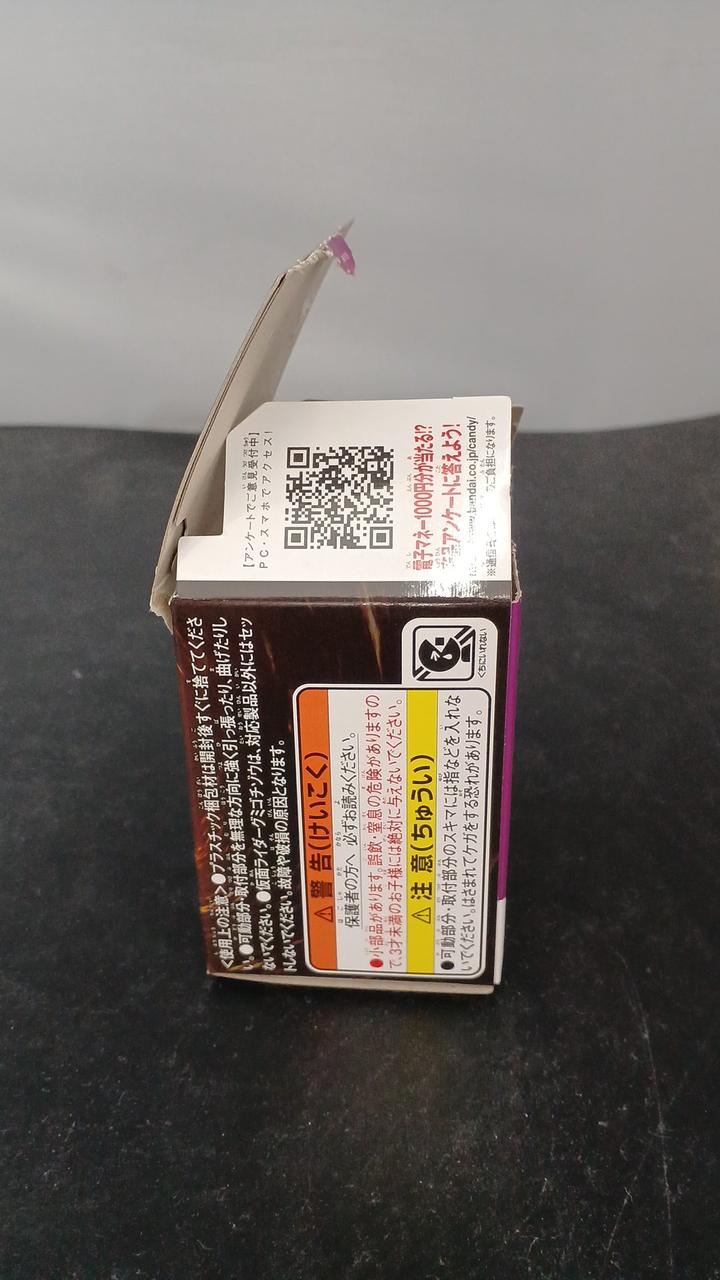 【アンケートでご意見受付中】
PC・スマホでアクセス!
電子マネー1000円分が当たる!?
アンケートに答えよう!
bandai.co.jp/candy/
ご負担になります。
<使用上の注意>●プラスチック梱包材は開封後すぐに捨ててくださ
い。●可動部分・取付部分を無理な方向に強く引っ張ったり、曲げたりし
ないでください。●仮面ライダーグミゴチゾウは、対応製品以外にはセッ
トしないでください。故障や破損の原因となります。
くちにいれない
警告(けいこく)
保護者の方へ 必ずお読みください。
●小部品があります。誤飲・窒息の危険がありますの
で、3才未満のお子様には絶対に与えないでください。
注意(ちゅうい)
●可動部分・取付部分のスキマには指などを入れな
いでください。はさまれてケガをする恐れがあります。